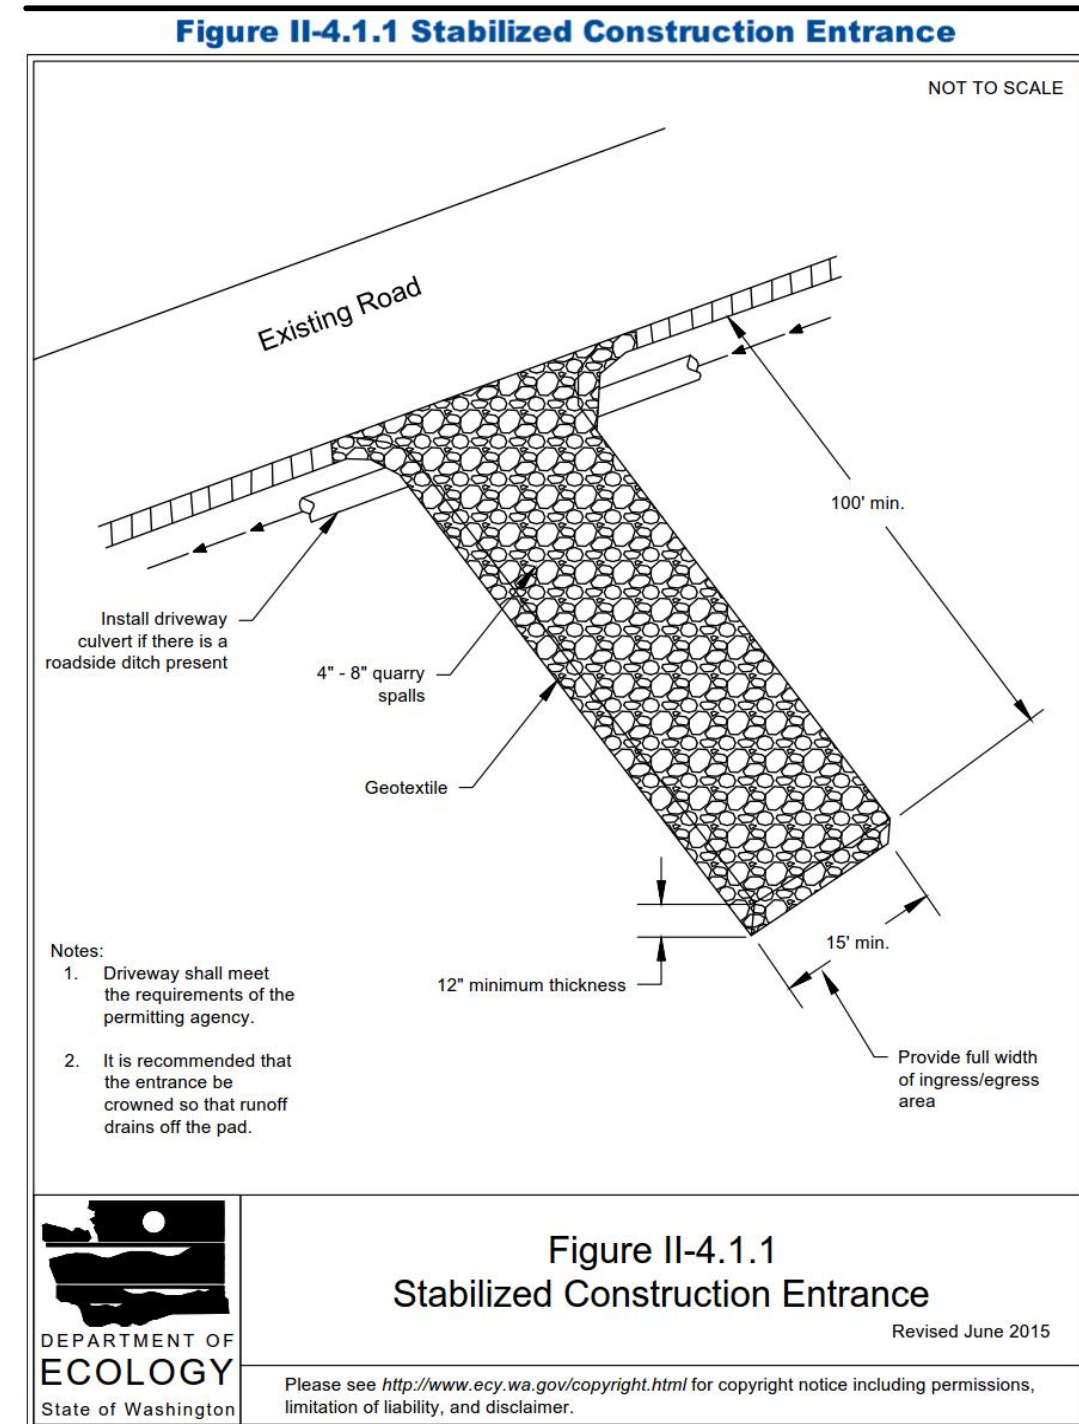 Figure II-4.1.1 Stabilized Construction Entrance
NOT TO SCALE
Existing Road
100' min.
Install driveway
culvert if there is a
roadside ditch present
4" - 8" quarry
spalls
Geotextile
15' min.
12" minimum thickness
Provide full width
of ingress/egress
area
Notes:
1. Driveway shall meet
the requirements of the
permitting agency.
2. It is recommended that
the entrance be
crowned so that runoff
drains off the pad.
DEPARTMENT OF
ECOLOGY
State of Washington
Figure II-4.1.1
Stabilized Construction Entrance
Revised June 2015
Please see http://www.ecy.wa.gov/copyright.html for copyright notice including permissions,
limitation of liability, and disclaimer.